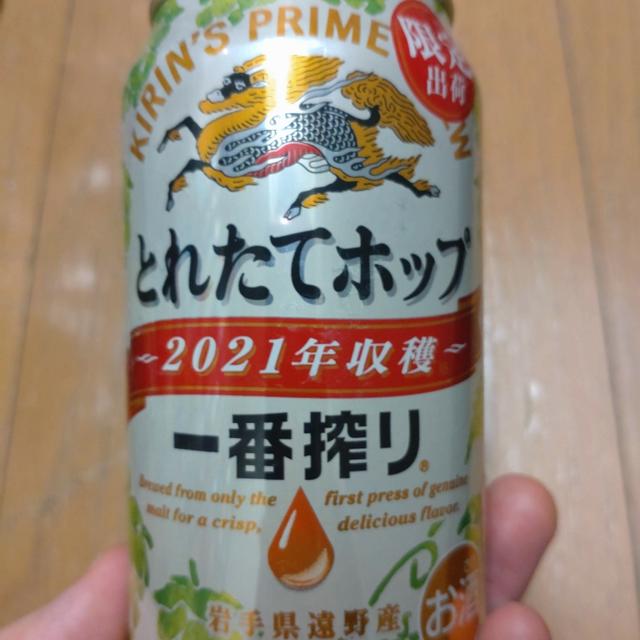 KIRIN'S PRIME
限定
出荷
とれたてホップ
~2021年収穫~
一番搾り®
Brewed from only the first press of genuine
malt for a crisp, delicious flavor.
岩手県遠野産
お酒